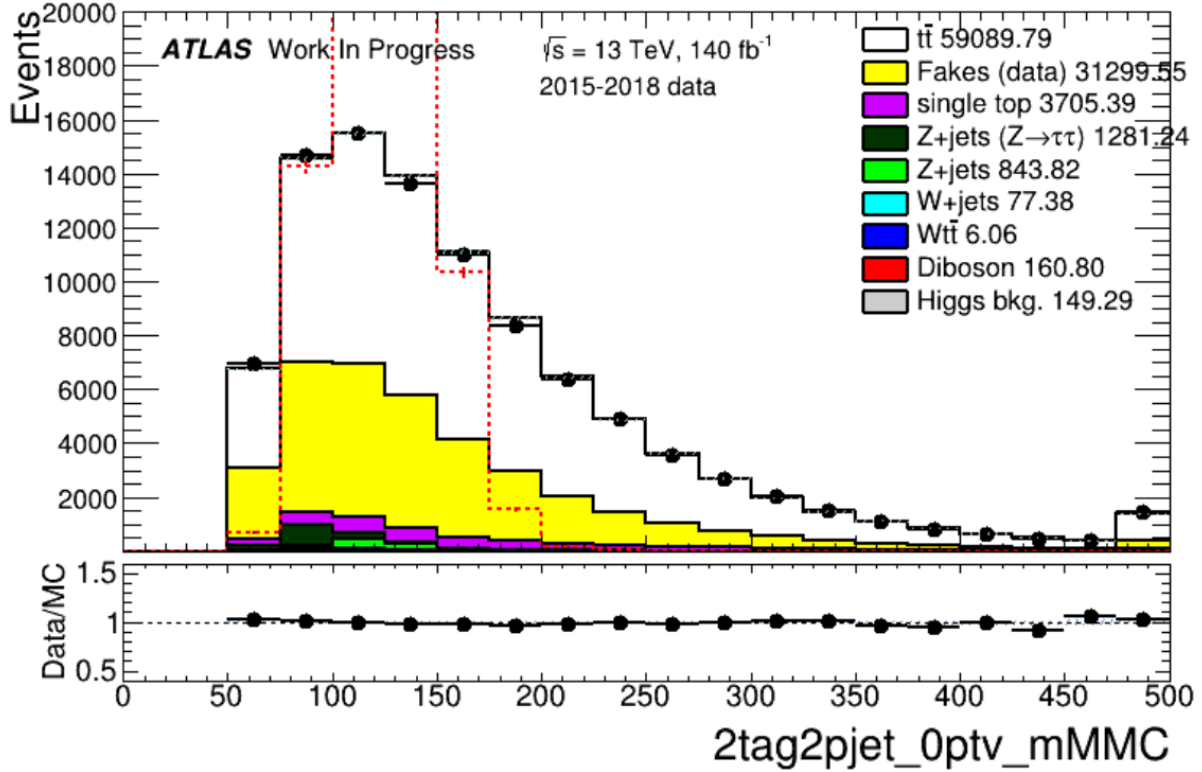 20000
18000
16000
14000
12000
10000
8000
6000
4000
2000
Events
ATLAS Work In Progress
√s = 13 TeV, 140 fb⁻¹
2015-2018 data
tt̄ 59089.79
Fakes (data) 31299.55
single top 3705.39
Z+jets (Z→ττ) 1281.24
Z+jets 843.82
W+jets 77.38
Wtt̄ 6.06
Diboson 160.80
Higgs bkg. 149.29
1.5
1
0.5
Data/MC
0 50 100 150 200 250 300 350 400 450 500
2tag2pjet_0ptv_mMMC